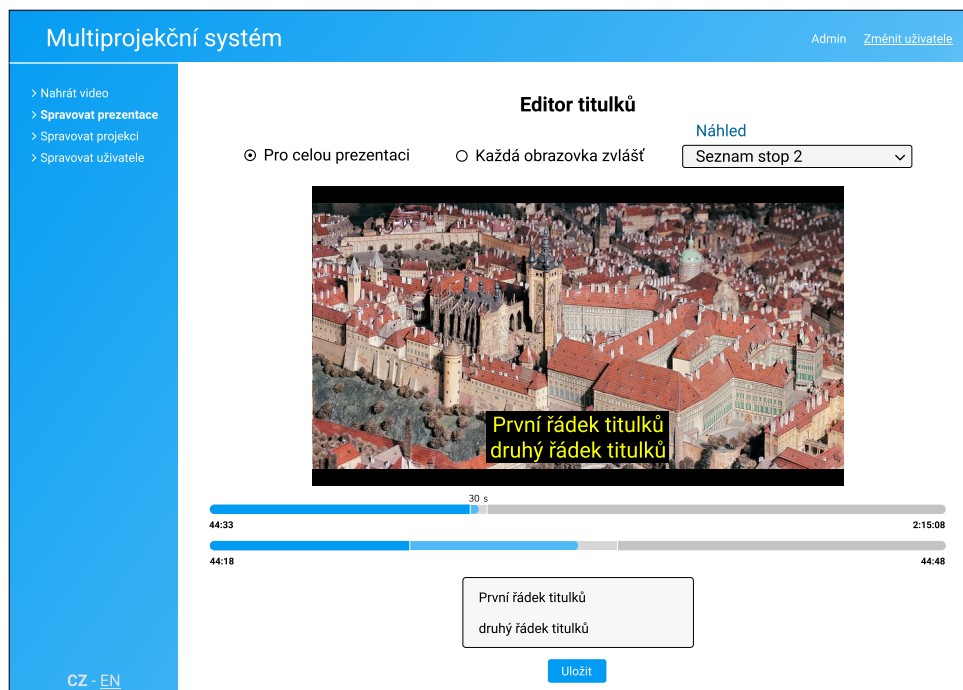 Multiprojekční systém
Admin Změnit uživatele
> Nahrát video
> Spravovat prezentace
> Spravovat projekci
> Spravovat uživatele
Editor titulků
Náhled
Pro celou prezentaci
Každá obrazovka zvlášť
Seznam stop 2
První řádek titulků
druhý řádek titulků
30 s
44:33 2:15:08
44:18 44:48
První řádek titulků
druhý řádek titulků
Uložit
CZ - EN